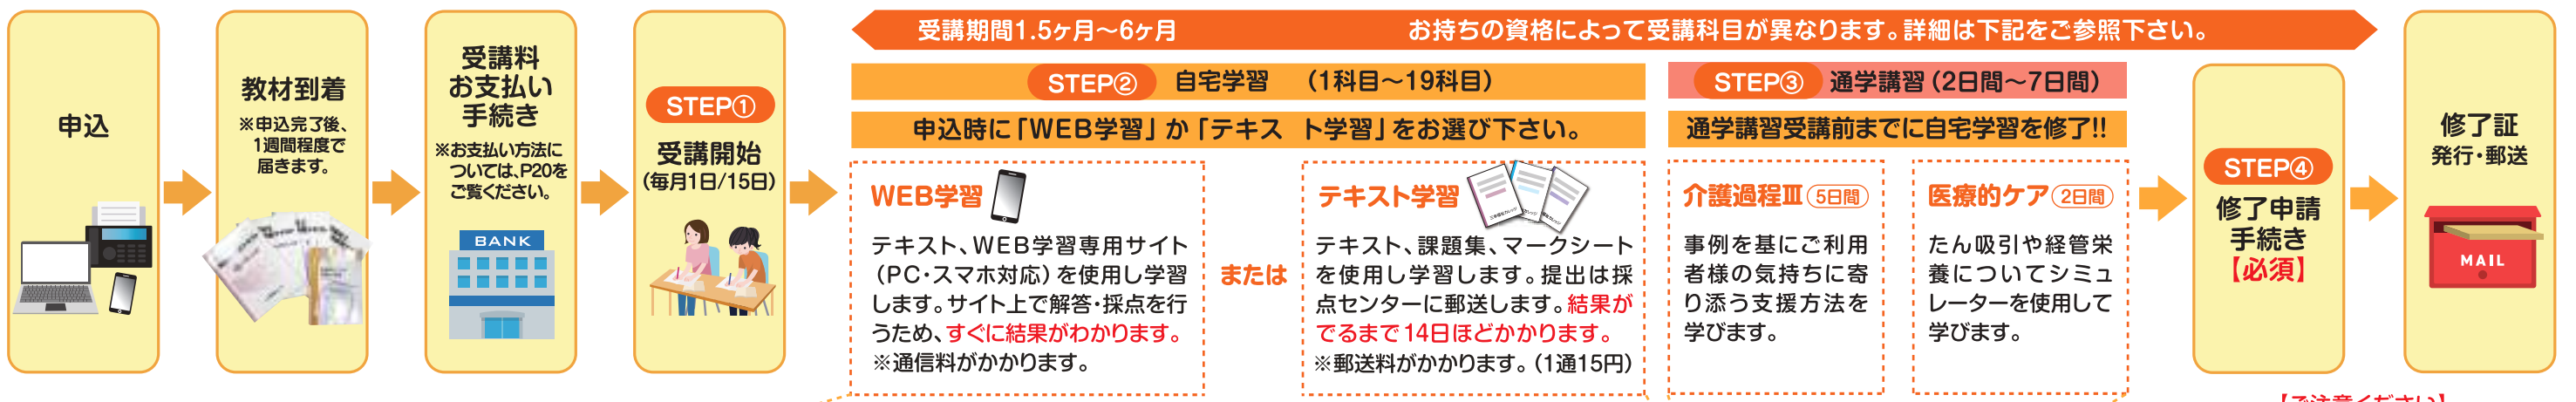 申込
教材到着
※申込完了後、
1週間程度で
届きます。
受講料
お支払い
手続き
※お支払い方法に
ついては、P20を
ご覧ください。
BANK
STEP①
受講開始
(毎月1日/15日)
受講期間1.5ヶ月〜6ヶ月 お持ちの資格によって受講科目が異なります。詳細は下記をご参照下さい。
STEP② 自宅学習 (1科目〜19科目)
申込時に「WEB学習」か「テキス ト学習」をお選び下さい。
WEB学習
テキスト、WEB学習専用サイト
(PC・スマホ対応)を使用し学習
します。サイト上で解答・採点を行
うため、すぐに結果がわかります。
※通信料がかかります。
または
テキスト学習
テキスト、課題集、マークシート
を使用し学習します。提出は採
点センターに郵送します。結果が
でるまで14日ほどかかります。
※郵送料がかかります。(1通15円)
STEP③ 通学講習(2日間〜7日間)
通学講習受講前までに自宅学習を修了!!
介護過程Ⅲ 5日間
事例を基にご利用
者様の気持ちに寄
り添う支援方法を
学びます。
医療的ケア 2日間
たん吸引や経管栄
養についてシミュ
レーターを使用して
学びます。
STEP④
修了申請
手続き
【必須】
修了証
発行・郵送
MAIL
【ご注意ください】